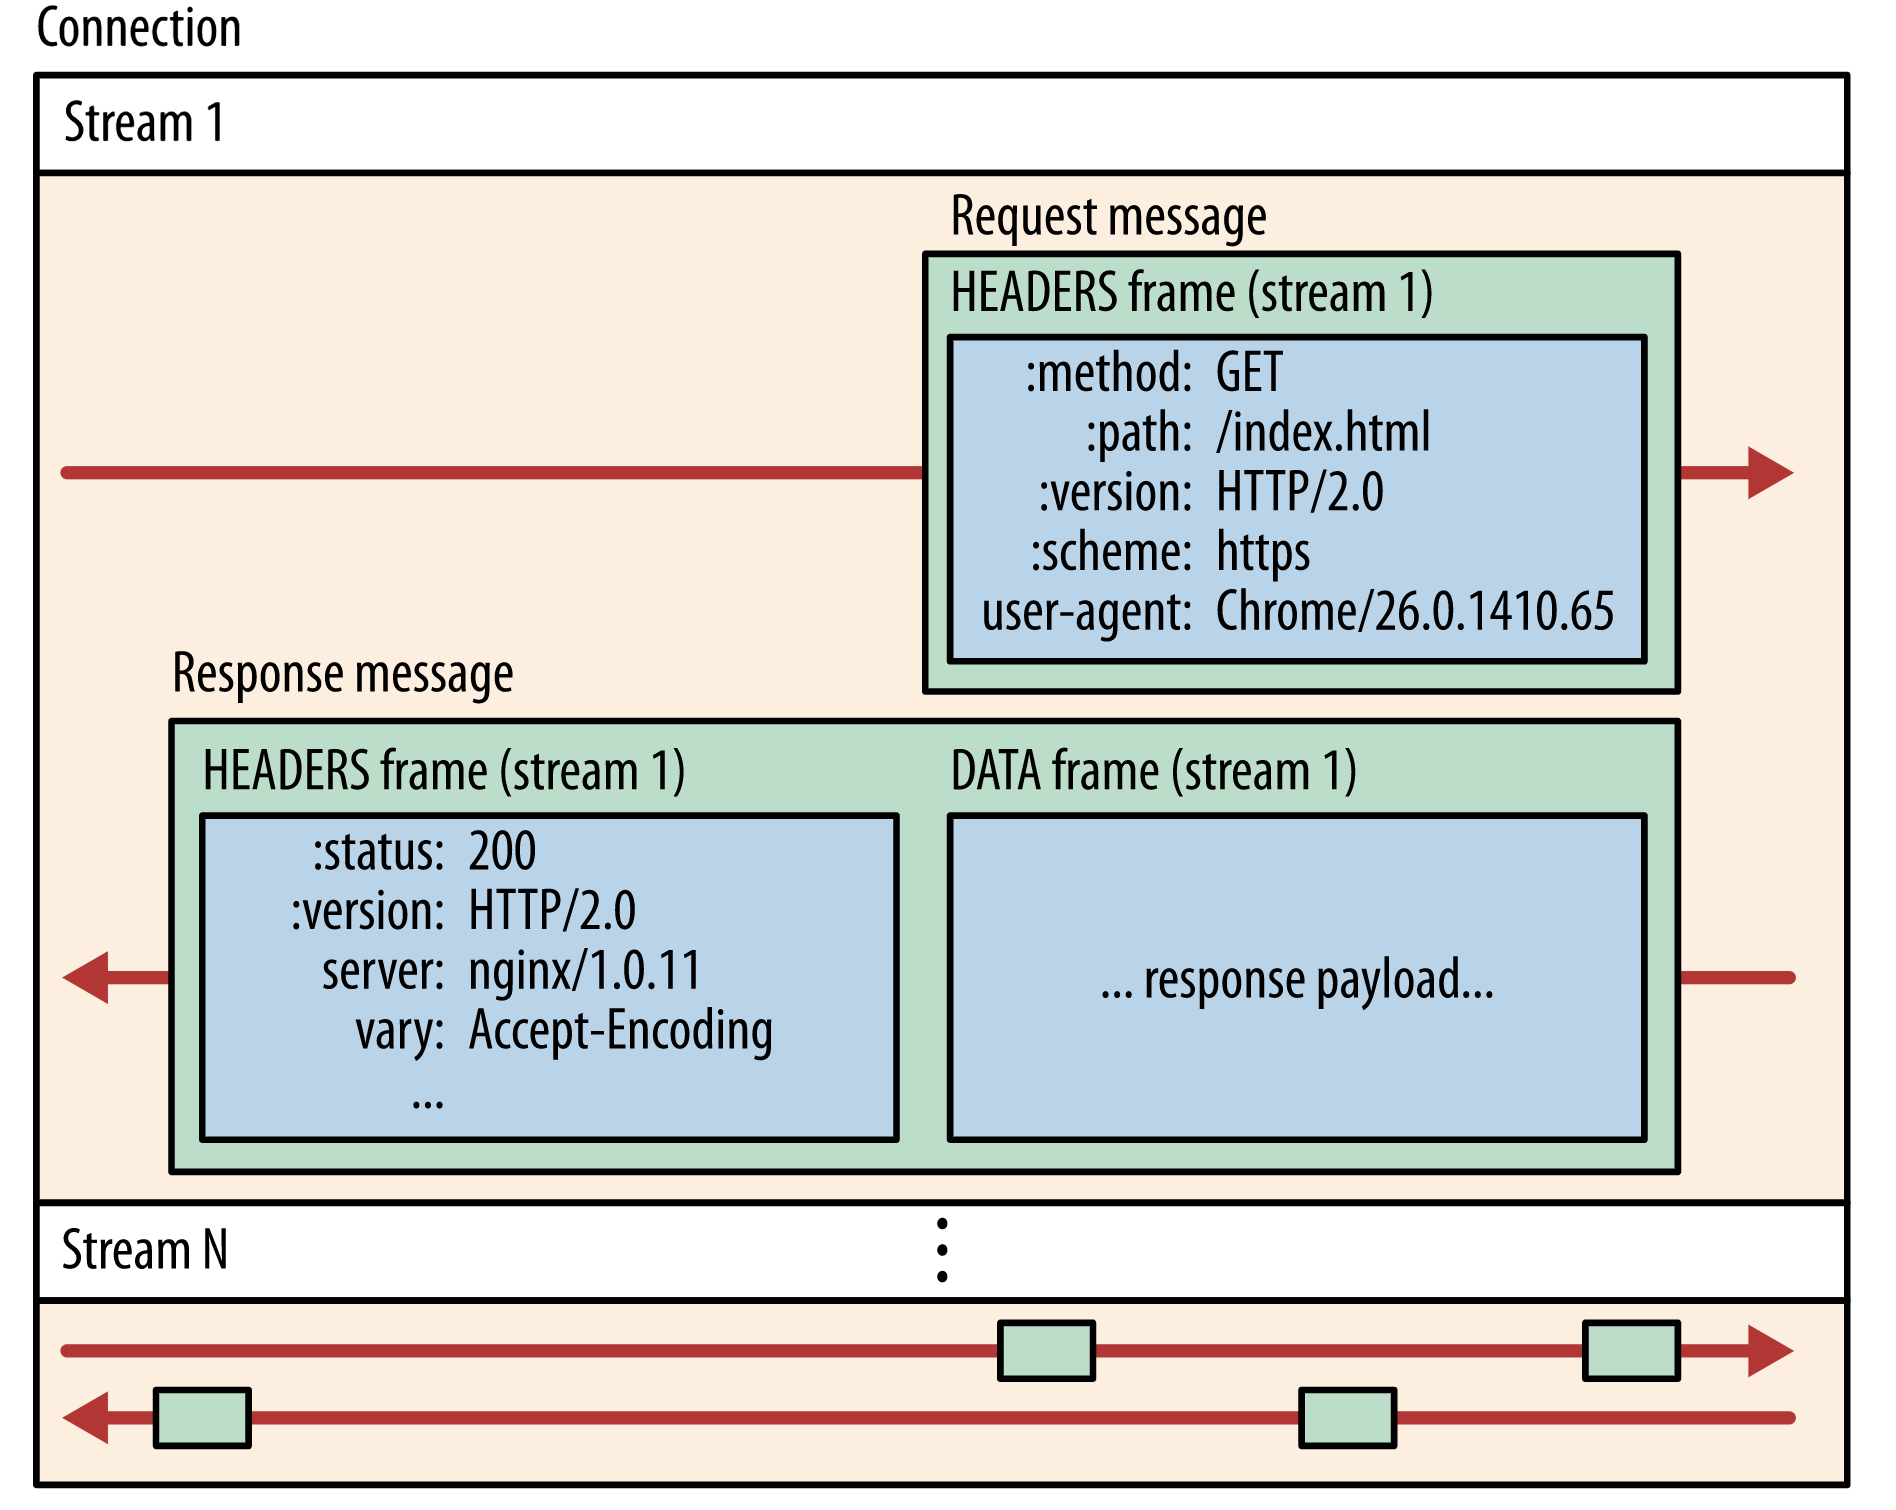 Connection
Stream 1
Request message
HEADERS frame (stream 1)
:method: GET
:path: /index.html
:version: HTTP/2.0
:scheme: https
user-agent: Chrome/26.0.1410.65
Response message
HEADERS frame (stream 1)
:status: 200
:version: HTTP/2.0
server: nginx/1.0.11
vary: Accept-Encoding
...
DATA frame (stream 1)
... response payload...
Stream N